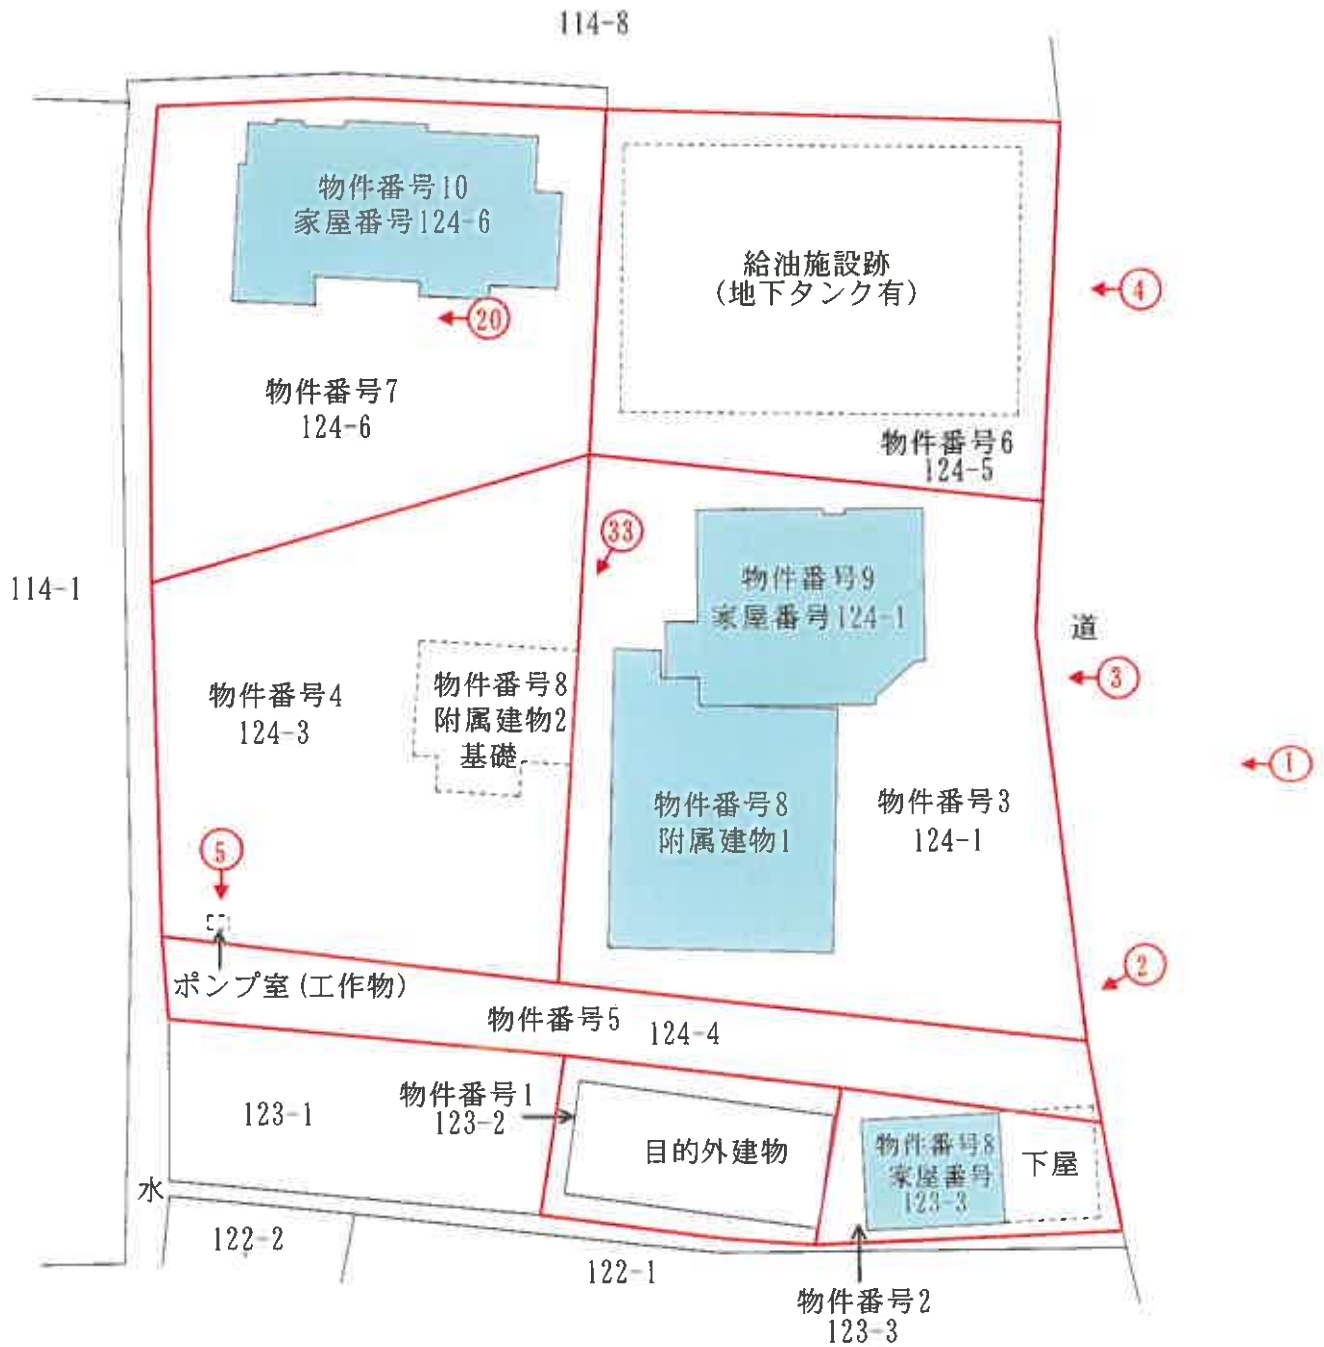 114-8
物件番号10
家屋番号124-6
給油施設跡
(地下タンク有)
4
20
物件番号7
124-6
物件番号6
124-5
33
物件番号9
家屋番号124-1
114-1
道
3
物件番号4
124-3
物件番号8
附属建物2
基礎
1
物件番号8
附属建物1
物件番号3
124-1
5
2
ポンプ室(工作物)
物件番号5
124-4
物件番号1
123-2
123-1
目的外建物
物件番号8
家屋番号
123-3
下屋
水
122-2
122-1
物件番号2
123-3